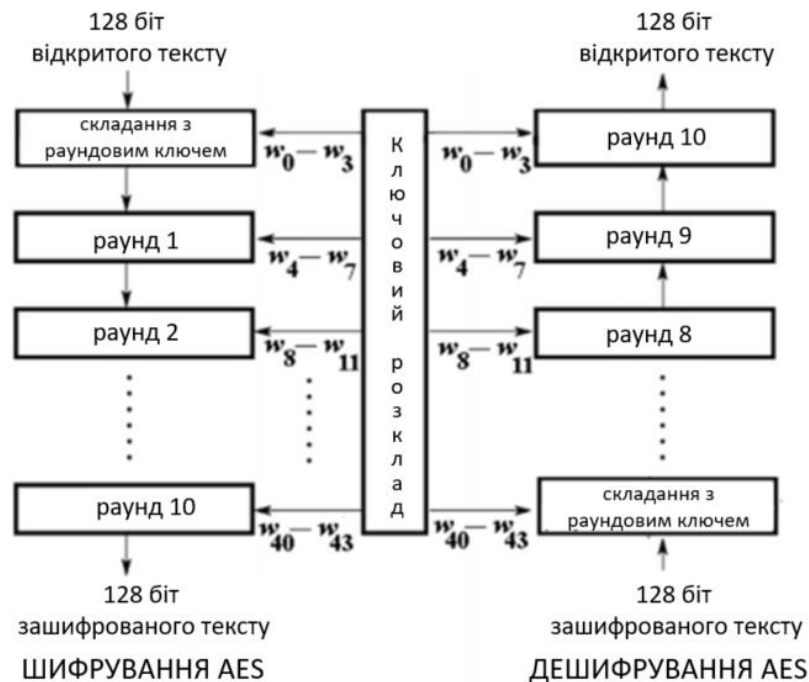 128 біт
відкритого тексту
128 біт
відкритого тексту
складання з
раундовим ключем
w0 — w3
Ключовий розклад
w0 — w3
раунд 10
раунд 1
w4 — w7
w4 — w7
раунд 9
раунд 2
w8 — w11
w8 — w11
раунд 8
раунд 10
w40 — w43
w40 — w43
складання з
раундовим ключем
128 біт
зашифрованого тексту
128 біт
зашифрованого тексту
ШИФРУВАННЯ AES
ДЕШИФРУВАННЯ AES